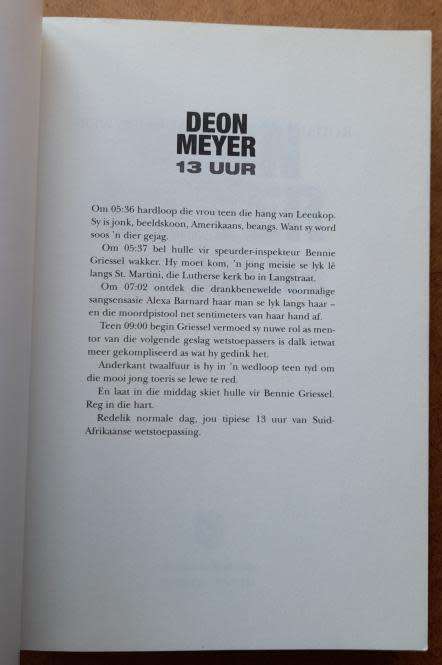 DEON
MEYER
13 UUR
Om 05:36 hardloop die vrou teen die hang van Leeukop.
Sy is jonk, beeldskoon, Amerikaans, beangs. Want sy word
soos 'n dier gejag.
Om 05:37 bel hulle vir speurder-inspekteur Bennie
Griessel wakker. Hy moet kom, 'n jong meisie se lyk lê
langs St. Martini, die Lutherse kerk bo in Langstraat.
Om 07:02 ontdek die drankbenewelde voormalige
sangsensasie Alexa Barnard haar man se lyk langs haar –
en die moordpistool net sentimeters van haar hand af.
Teen 09:00 begin Griessel vermoed sy nuwe rol as men-
tor van die volgende geslag wetstoepassers is dalk ietwat
meer gekompliseerd as wat hy gedink het.
Anderkant twaalfuur is hy in 'n wedloop teen tyd om
die mooi jong toeris se lewe te red.
En laat in die middag skiet hulle vir Bennie Griessel.
Reg in die hart.
Redelik normale dag, jou tipiese 13 uur van Suid-
Afrikaanse wetstoepassing.